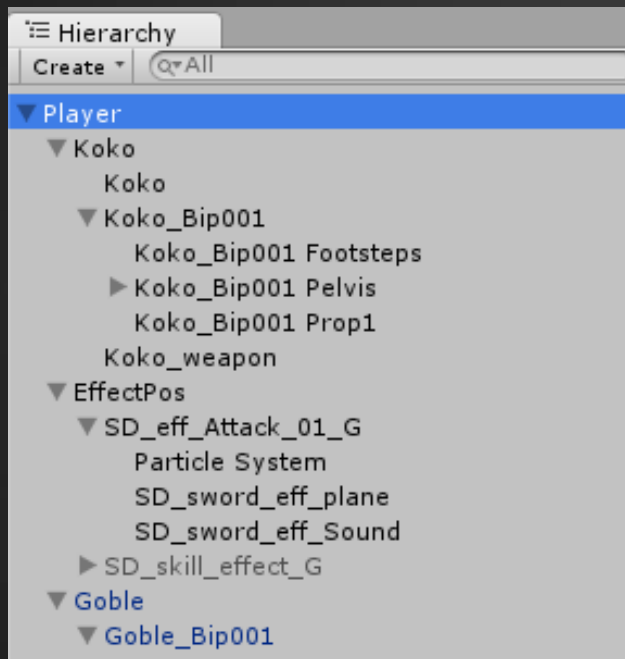 Hierarchy
Create All
Player
Koko
Koko
Koko_Bip001
Koko_Bip001 Footsteps
Koko_Bip001 Pelvis
Koko_Bip001 Prop1
Koko_weapon
EffectPos
SD_eff_Attack_01_G
Particle System
SD_sword_eff_plane
SD_sword_eff_Sound
SD_skill_effect_G
Goble
Goble_Bip001